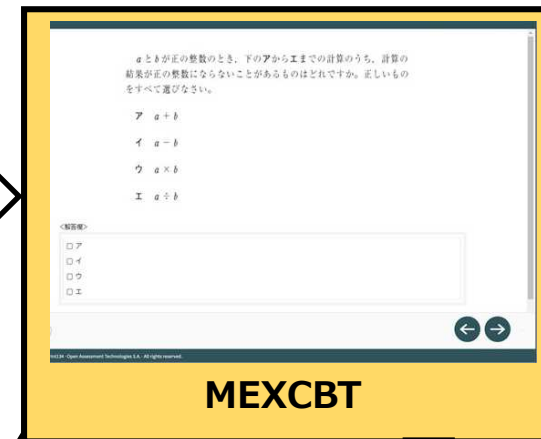 aとbが正の整数のとき，下のアからエまでの計算のうち，計算の
結果が正の整数にならないことがあるものはどれですか。正しいもの
をすべて選びなさい。
ア a＋b
イ a－b
ウ a×b
エ a÷b
<解答欄>
□ ア
□ イ
□ ウ
□ エ
Open Assessment Technologies S.A. · All rights reserved.
MEXCBT